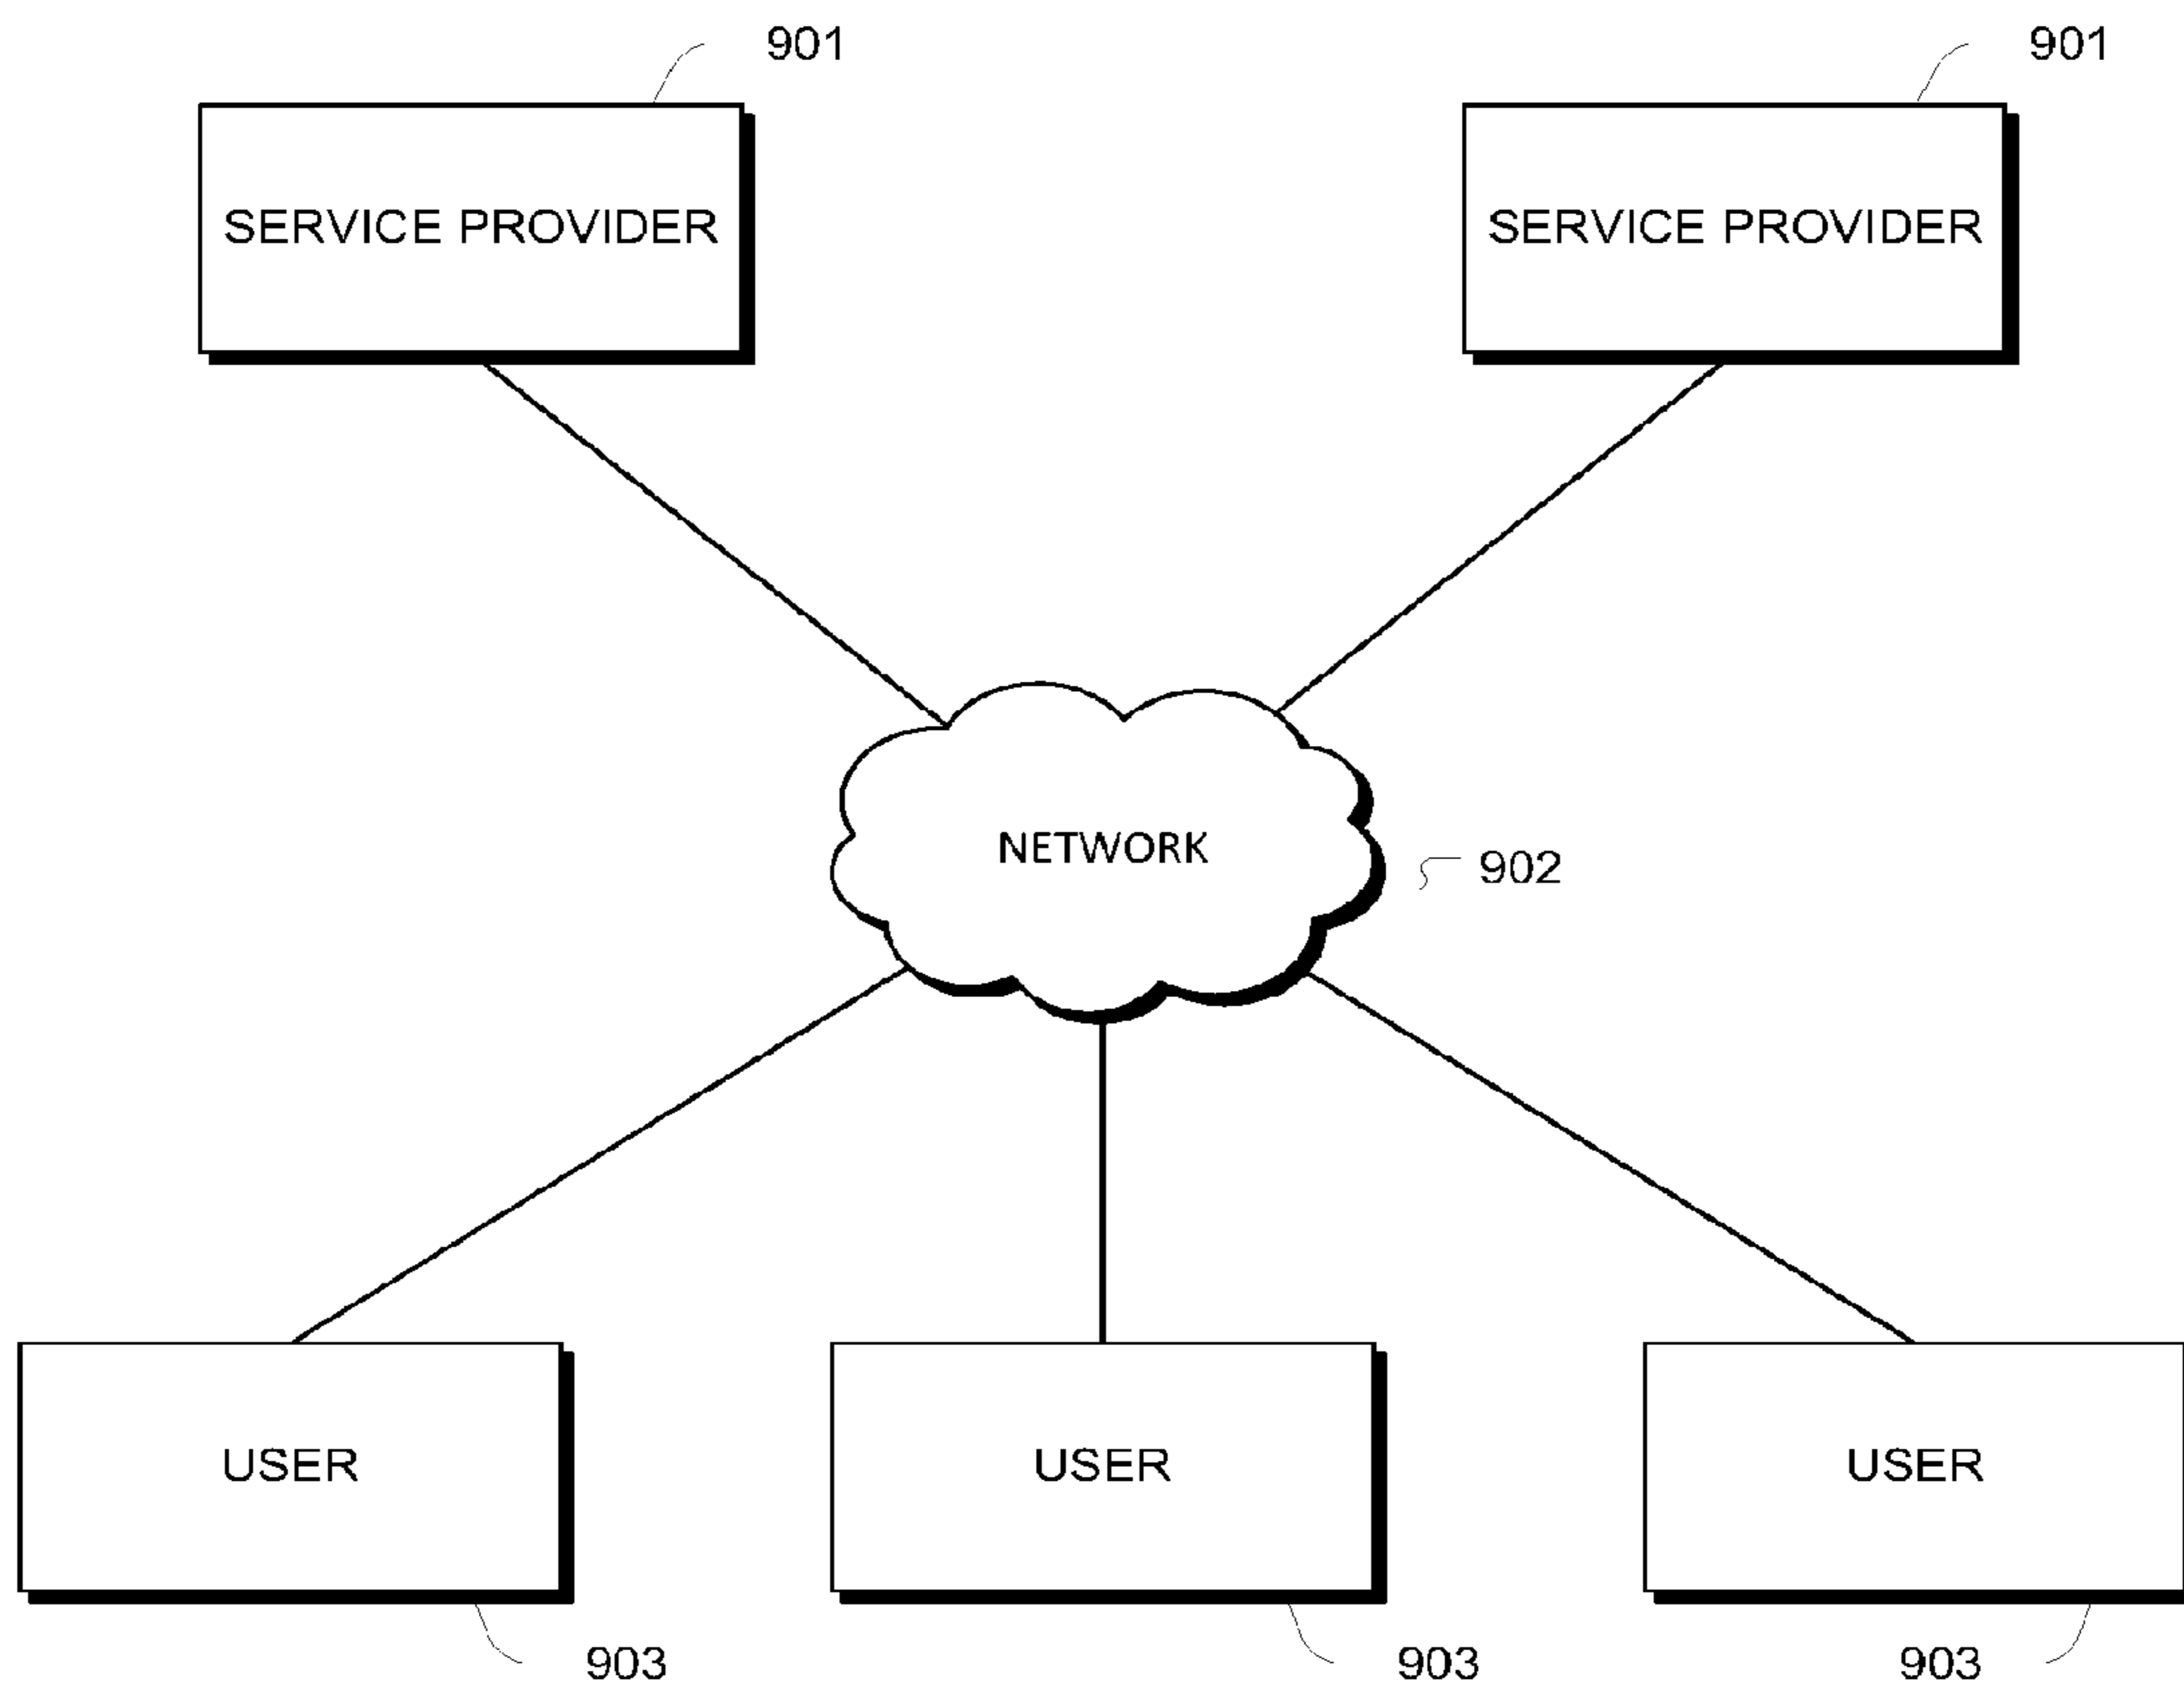 901
901
SERVICE PROVIDER
SERVICE PROVIDER
NETWORK
902
USER
USER
USER
903
903
903